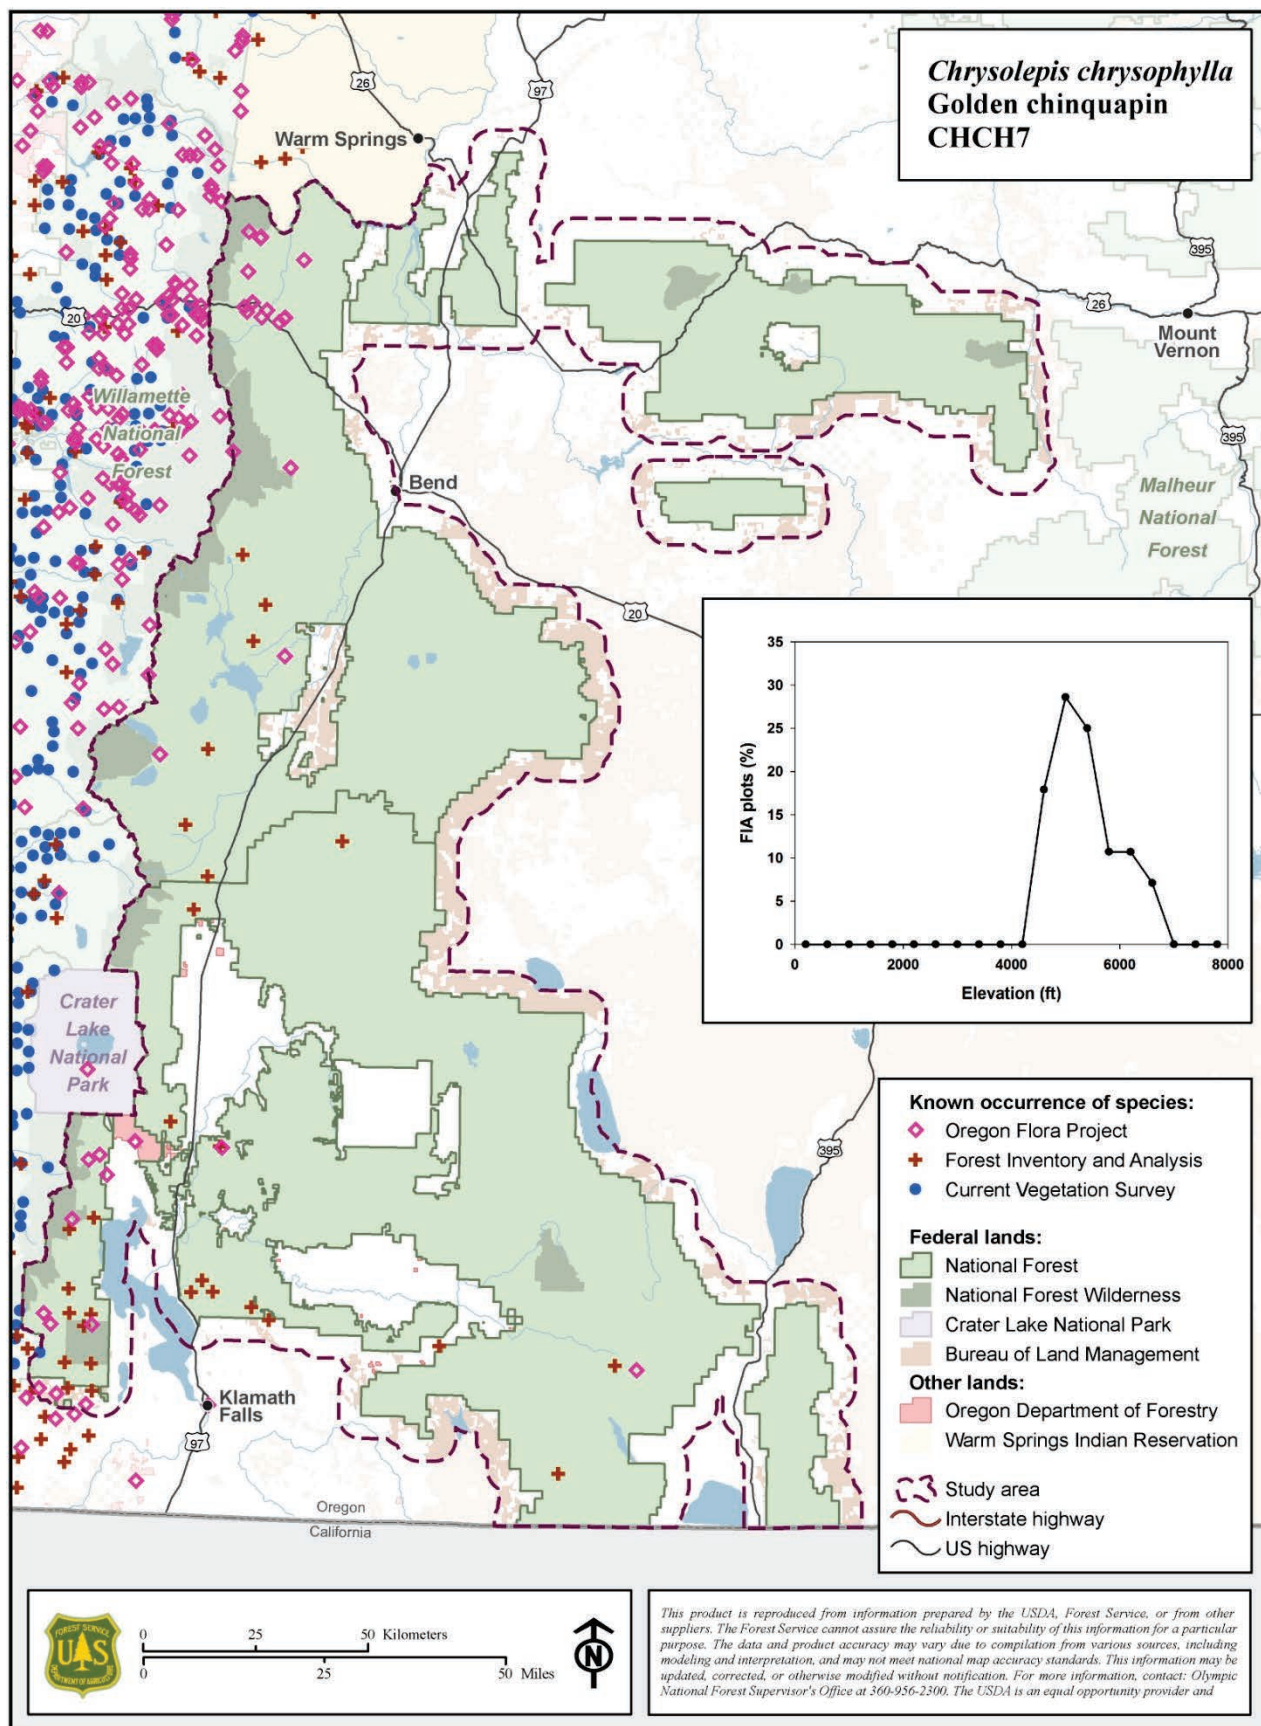 Chrysolepis chrysophylla
Golden chinquapin
CHCH7
26
97
Warm Springs
395
26
20
Mount
Vernon
Willamette
National
Forest
395
Bend
Malheur
National
Forest
20
35
30
25
20
15
10
5
0
FIA plots (%)
0 2000 4000 6000 8000
Elevation (ft)
Crater
Lake
National
Park
395
Known occurrence of species:
Oregon Flora Project
Forest Inventory and Analysis
Current Vegetation Survey
Federal lands:
National Forest
National Forest Wilderness
Crater Lake National Park
Bureau of Land Management
Other lands:
Oregon Department of Forestry
Warm Springs Indian Reservation
Study area
Interstate highway
US highway
Klamath
Falls
97
Oregon
California
FOREST SERVICE
UAS
DEPARTMENT OF AGRICULTURE
0 25 50 Kilometers
0 25 50 Miles
N
This product is reproduced from information prepared by the USDA, Forest Service, or from other
suppliers. The Forest Service cannot assure the reliability or suitability of this information for a particular
purpose. The data and product accuracy may vary due to compilation from various sources, including
modeling and interpretation, and may not meet national map accuracy standards. This information may be
updated, corrected, or otherwise modified without notification. For more information, contact: Olympic
National Forest Supervisor's Office at 360-956-2300. The USDA is an equal opportunity provider and